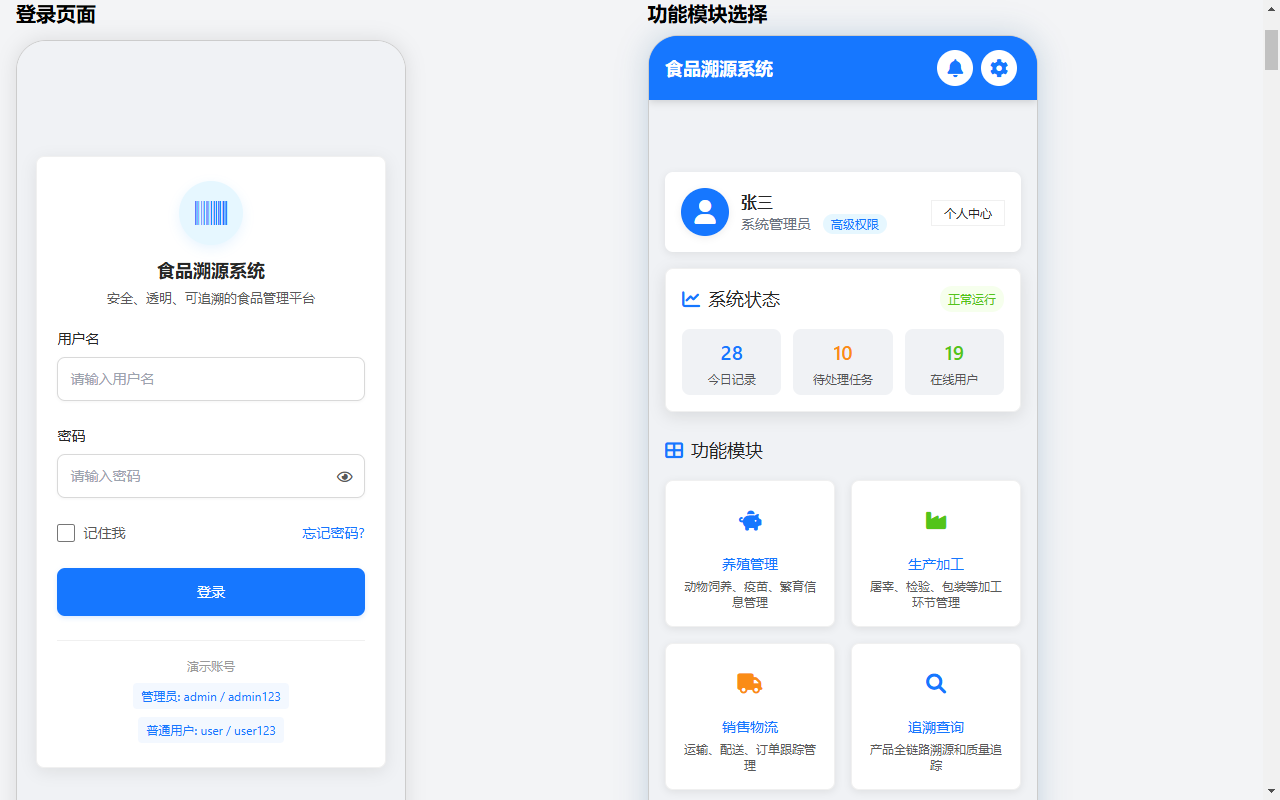 登录页面
食品溯源系统
安全、透明、可追溯的食品管理平台
用户名
请输入用户名
密码
请输入密码
记住我
忘记密码?
登录
演示账号
管理员: admin / admin123
普通用户: user / user123
功能模块选择
食品溯源系统
张三
系统管理员
高级权限
个人中心
系统状态
正常运行
28
今日记录
10
待处理任务
19
在线用户
功能模块
养殖管理
动物饲养、疫苗、繁育信
息管理
生产加工
屠宰、检验、包装等加工
环节管理
销售物流
运输、配送、订单跟踪管
理
追溯查询
产品全链路溯源和质量追
踪